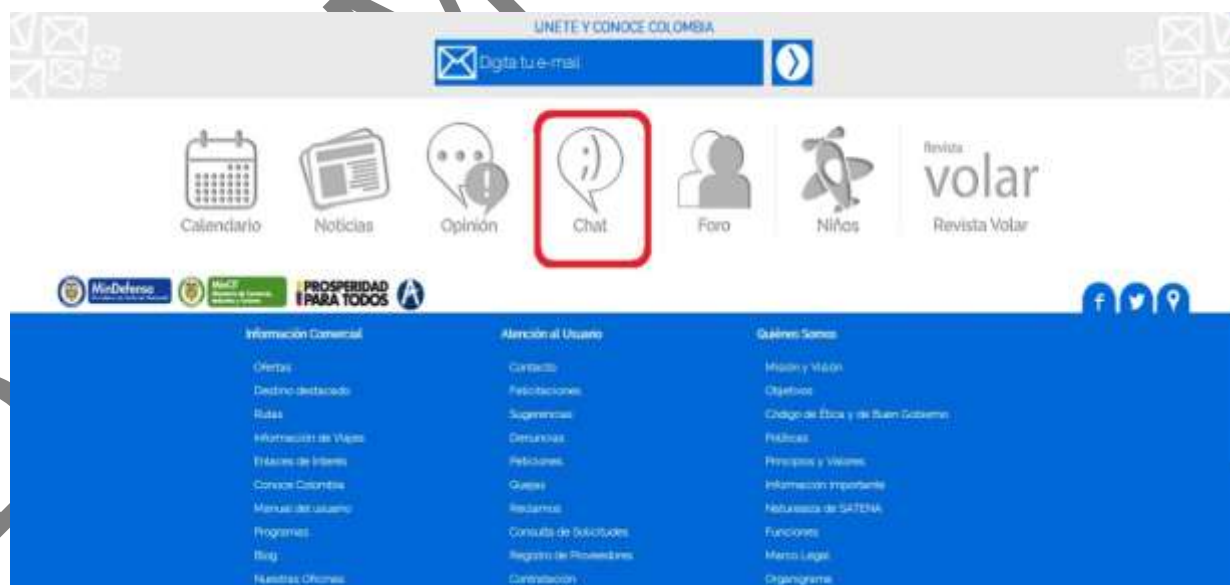 UNETE Y CONOCE COLOMBIA
Digita tu e-mail
Calendario
Noticias
Opinión
Chat
Foro
Niños
Revista
volar
Revista Volar
MinDefensa
MinCIT
PROSPERIDAD
PARA TODOS
Información Comercial
Ofertas
Destino destacado
Rutas
Información de Viajes
Enlaces de Interés
Conoce Colombia
Manual del usuario
Programas
Blog
Nuestras Oficinas
Atención al Usuario
Contacto
Felicitaciones
Sugerencias
Denuncias
Peticiones
Quejas
Reclamos
Consulta de Solicitudes
Registro de Proveedores
Contratación
Quiénes Somos
Misión y Visión
Objetivos
Código de Ética y de Buen Gobierno
Políticas
Principios y Valores
Información Importante
Naturaleza de SATENA
Funciones
Marco Legal
Organigrama